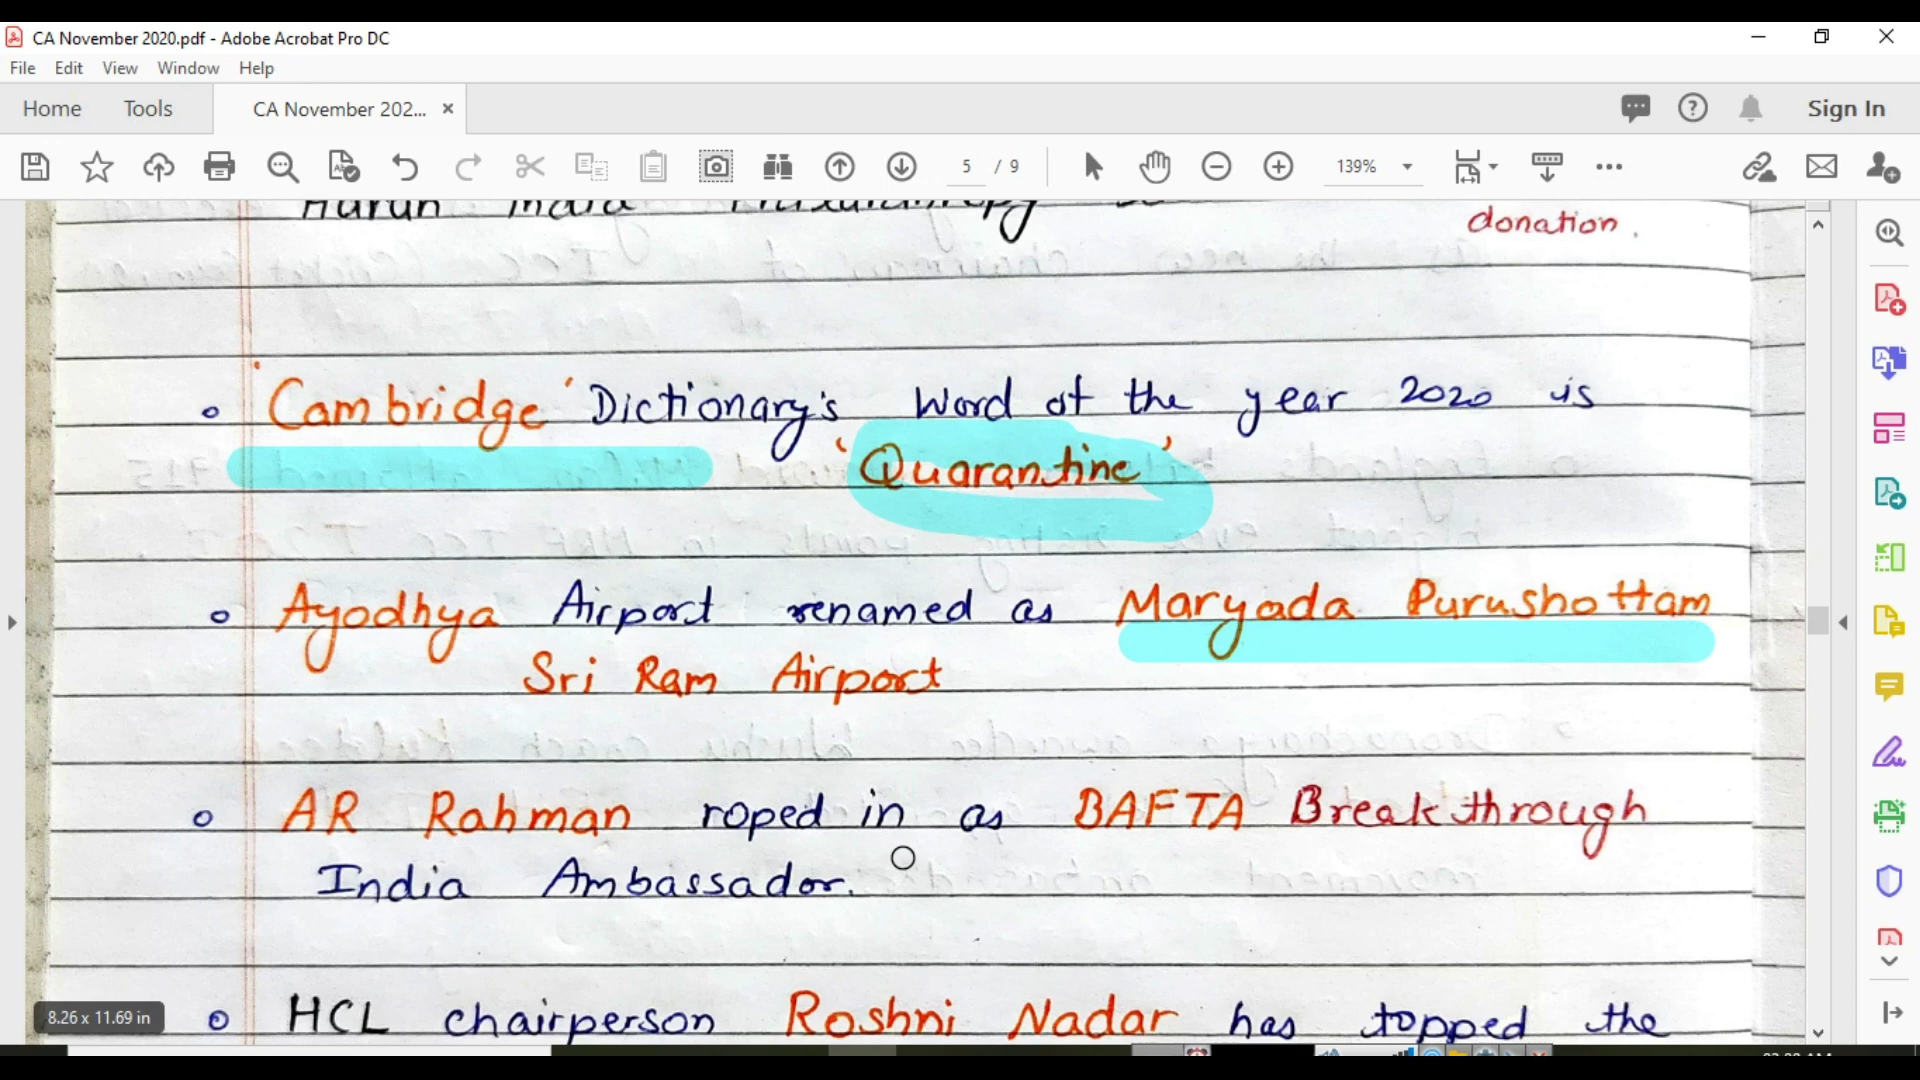 CA November 2020.pdf - Adobe Acrobat Pro DC
File Edit View Window Help
Home Tools CA November 202... × Sign In
5 / 9 139%
donation.
'Cambridge' Dictionary's Word of the year 2020 is
'Quarantine'
Ayodhya Airport renamed as Maryada Purushottam
Sri Ram Airport
AR Rahman roped in as BAFTA Breakthrough
India Ambassador.
HCL chairperson Roshni Nadar has topped the
8.26 x 11.69 in